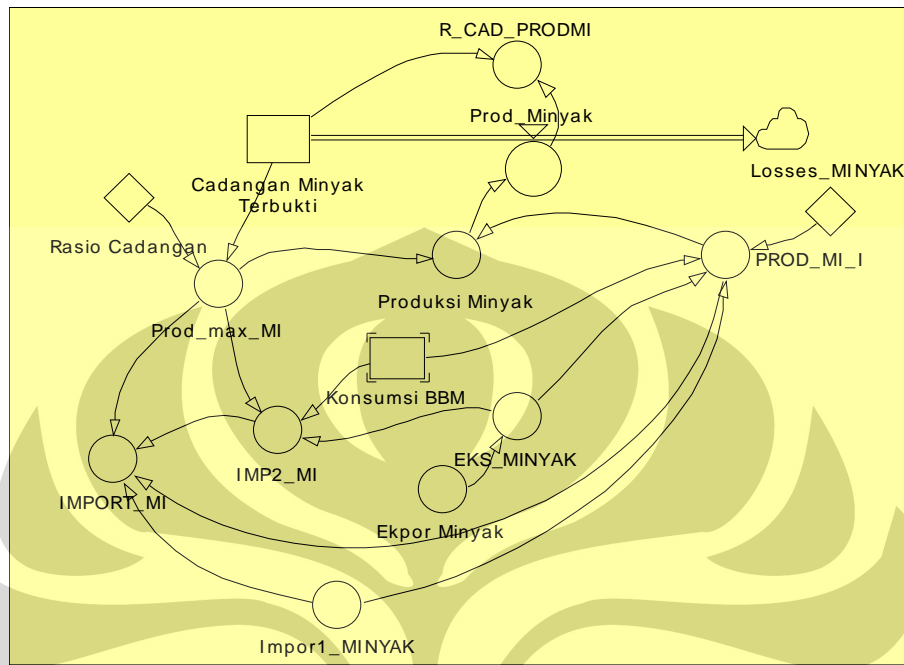 R_CAD_PRODMI
Prod_Minyak
Cadangan Minyak
Terbukti
Losses_MINYAK
Rasio Cadangan
PROD_MI_I
Produksi Minyak
Prod_max_MI
Konsumsi BBM
IMP2_MI
EKS_MINYAK
IMPORT_MI
Ekpor Minyak
Impor1_MINYAK